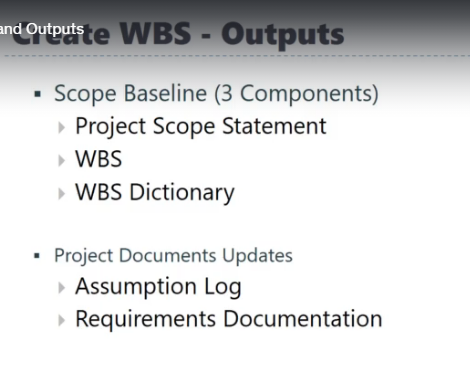 and Outputs
Create WBS - Outputs
▪ Scope Baseline (3 Components)
Project Scope Statement
WBS
WBS Dictionary
▪ Project Documents Updates
Assumption Log
Requirements Documentation